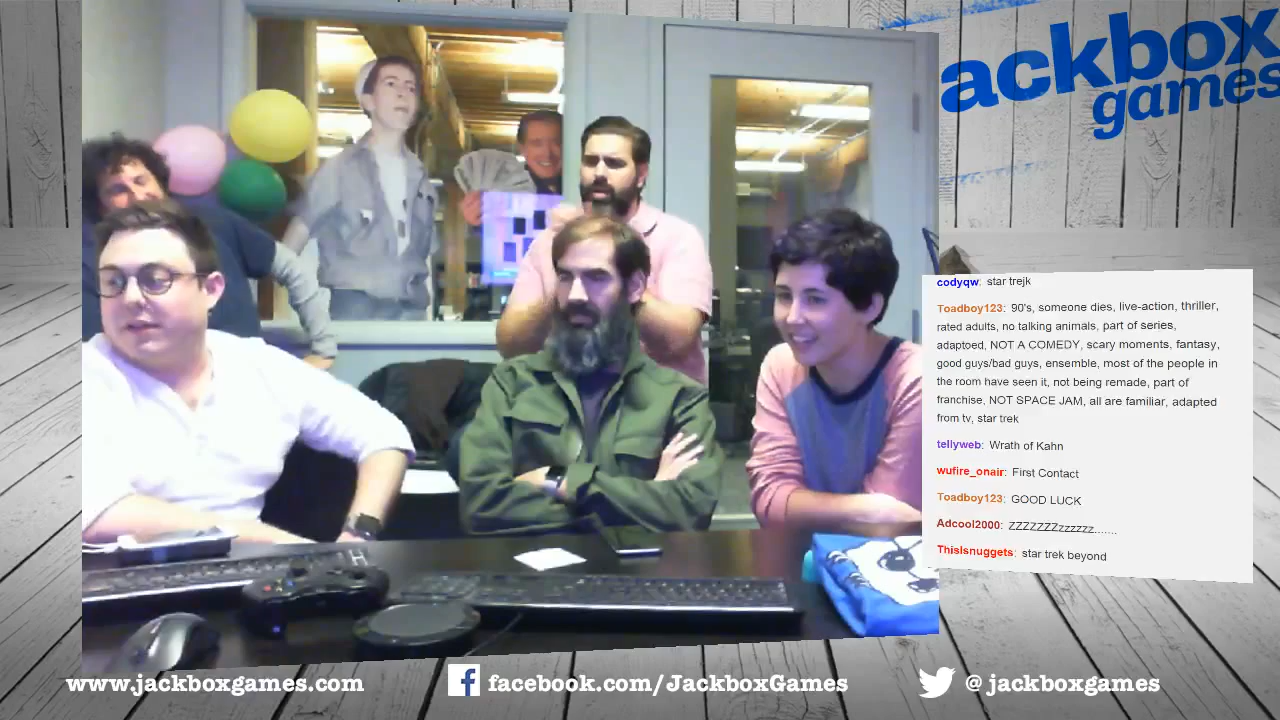 ackbox
games
codyqw: star trejk
Toadboy123: 90's, someone dies, live-action, thriller,
rated adults, no talking animals, part of series,
adaptoed, NOT A COMEDY, scary moments, fantasy,
good guys/bad guys, ensemble, most of the people in
the room have seen it, not being remade, part of
franchise, NOT SPACE JAM, all are familiar, adapted
from tv, star trek
tellyweb: Wrath of Kahn
wufire_onair: First Contact
Toadboy123: GOOD LUCK
Adcool2000: ZZZZZZZzzzzzz.......
ThisIsnuggets: star trek beyond
www.jackboxgames.com
facebook.com/JackboxGames
@jackboxgames